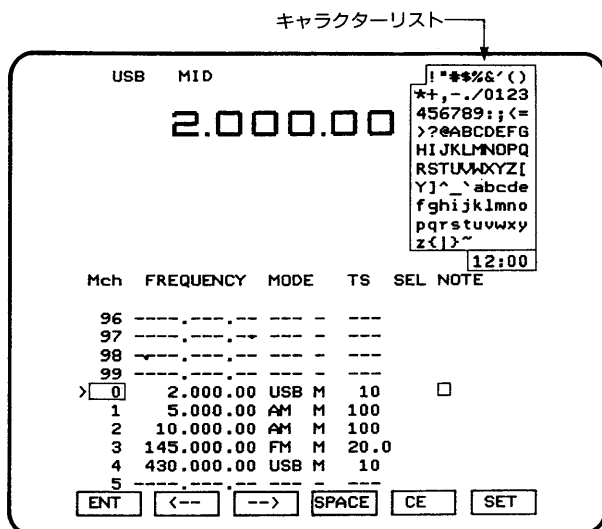 キャラクターリスト
USB MID
2.000.00
!"#$%&'()
*+,-./0123
456789:;<=
>?@ABCDEFG
HIJKLMNOPQ
RSTUVWXYZ[
Y]^_`abcde
fghijklmno
pqrstuvwxy
z{|}~
12:00
Mch FREQUENCY MODE TS SEL NOTE
96 ----.---.-- --- - ---
97 ----.---.-- --- - ---
98 ----.---.-- --- - ---
99 ----.---.-- --- - ---
>0 2.000.00 USB M 10 □
1 5.000.00 AM M 100
2 10.000.00 AM M 100
3 145.000.00 FM M 20.0
4 430.000.00 USB M 10
5 ----.---.-- --- - ---
ENT <-- --> SPACE CE SET